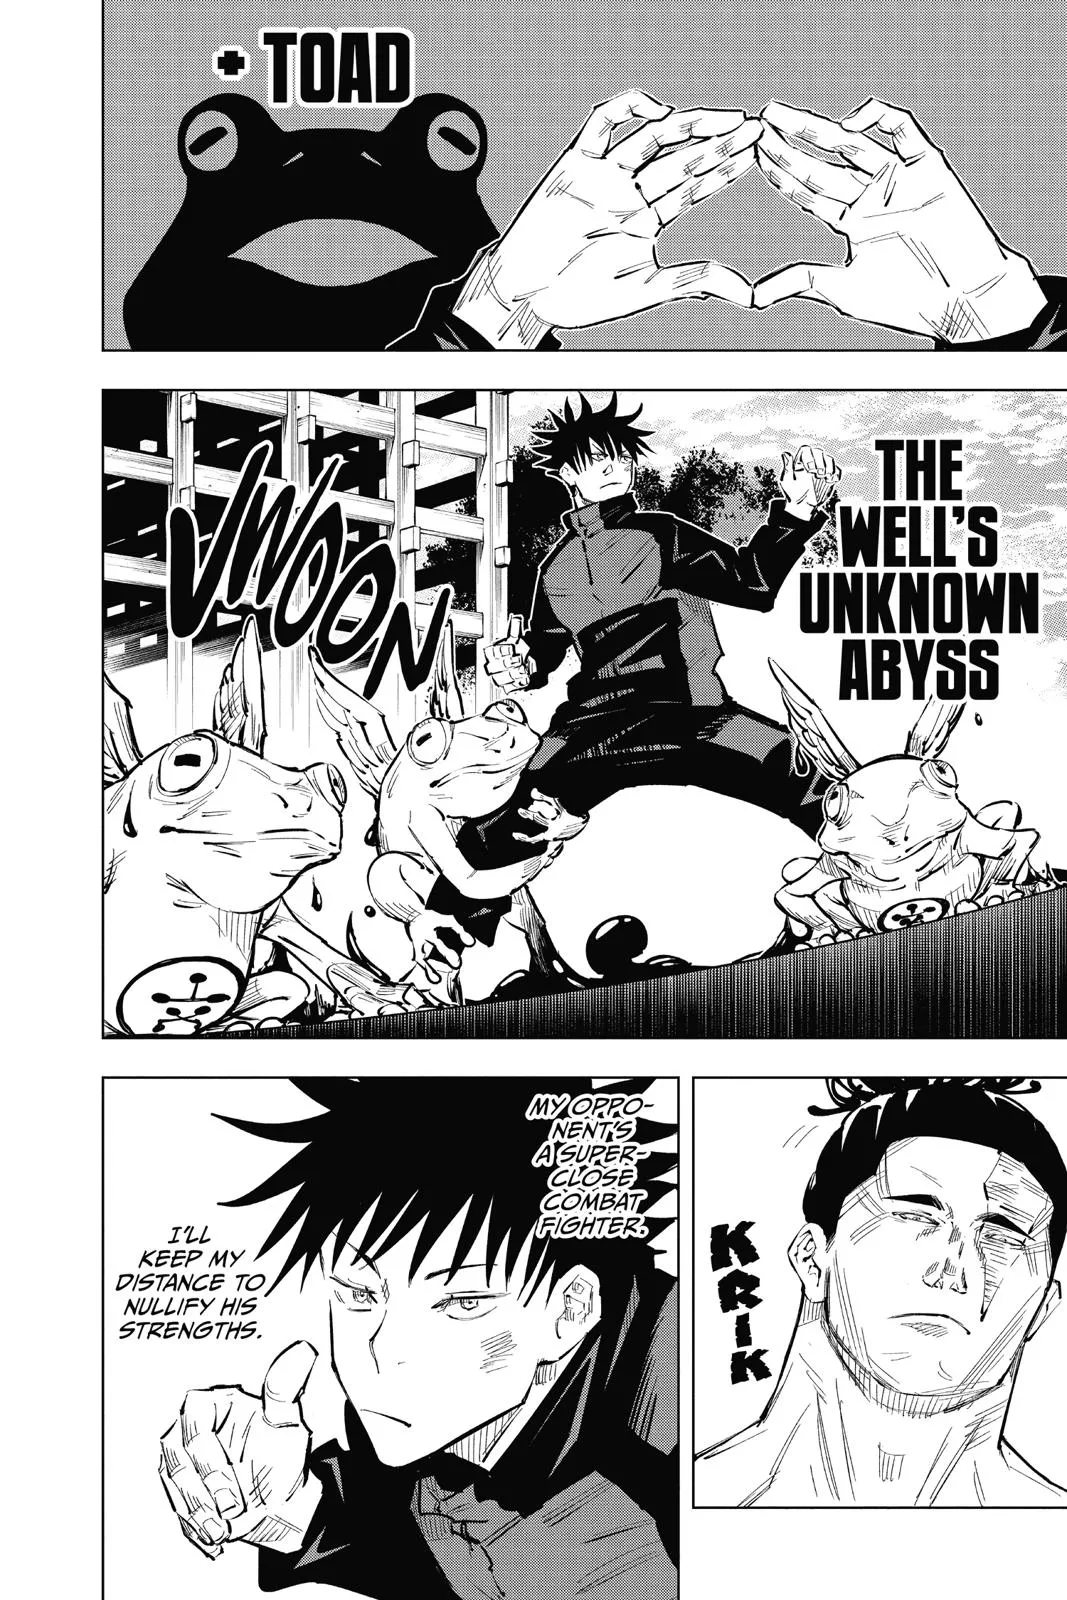 + TOAD
THE
WELL'S
UNKNOWN
ABYSS
VWOON
KRIK
MY OPPO-
NENT'S
A SUPER-
CLOSE
COMBAT
FIGHTER.
I'LL
KEEP MY
DISTANCE TO
NULLIFY HIS
STRENGTHS.